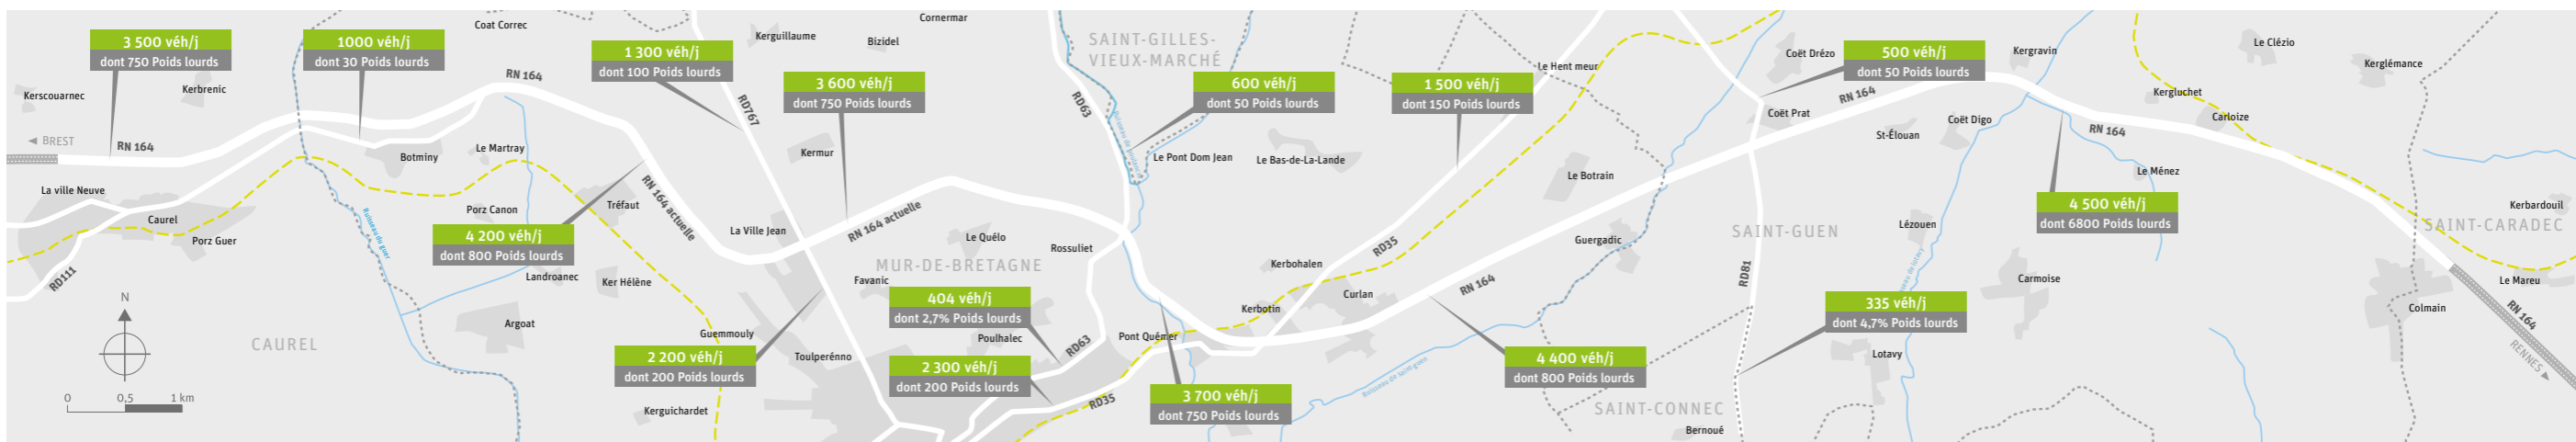 Coat Correc
Cornermar
3 500 véh/j
dont 750 Poids lourds
1000 véh/j
dont 30 Poids lourds
1 300 véh/j
dont 100 Poids lourds
Kerguillaume
Bizidel
SAINT-GILLES-
VIEUX-MARCHÉ
500 véh/j
dont 50 Poids lourds
Coët Drézo
Kergravin
Le Clézio
Kerglémance
Kerscouarnec
Kerbrenic
RN 164
3 600 véh/j
dont 750 Poids lourds
RD767
RD63
600 véh/j
dont 50 Poids lourds
Le Hent meur
1 500 véh/j
dont 150 Poids lourds
RN 164
Kergluchet
Coët Prat
Coët Digo
Carloize
RN 164
St-Élouan
BREST
RN 164
Botminy
Le Martray
Kermur
Le Pont Dom Jean
Le Bas-de-La-Lande
Le Botrain
Le Ménez
La ville Neuve
Caurel
Porz Guer
RD111
Ruisseau du guer
Porz Canon
Tréfaut
RN 164 actuelle
4 200 véh/j
dont 800 Poids lourds
La Ville Jean
RN 164 actuelle
Le Quélo
Rossuliet
MUR-DE-BRETAGNE
Kerbohalen
RD35
Guergadic
SAINT-GUEN
Lézouen
4 500 véh/j
dont 6800 Poids lourds
Kerbardouil
SAINT-CARADEC
Landroanec
Ker Hélène
Favanic
404 véh/j
dont 2,7% Poids lourds
Kerbotin
Curlan
RN 164
RD81
Carmoise
Le Mareu
Colmain
RN 164
RENNES
N
0
0,5
1 km
CAUREL
Argoat
Guemmouly
Toulperénno
2 200 véh/j
dont 200 Poids lourds
Poulhalec
RD63
Pont Quémer
2 300 véh/j
dont 200 Poids lourds
RD35
3 700 véh/j
dont 750 Poids lourds
Ruisseau de saint-guen
4 400 véh/j
dont 800 Poids lourds
335 véh/j
dont 4,7% Poids lourds
Ruisseau de lotavy
Lotavy
Kerguichardet
SAINT-CONNEC
Bernoué